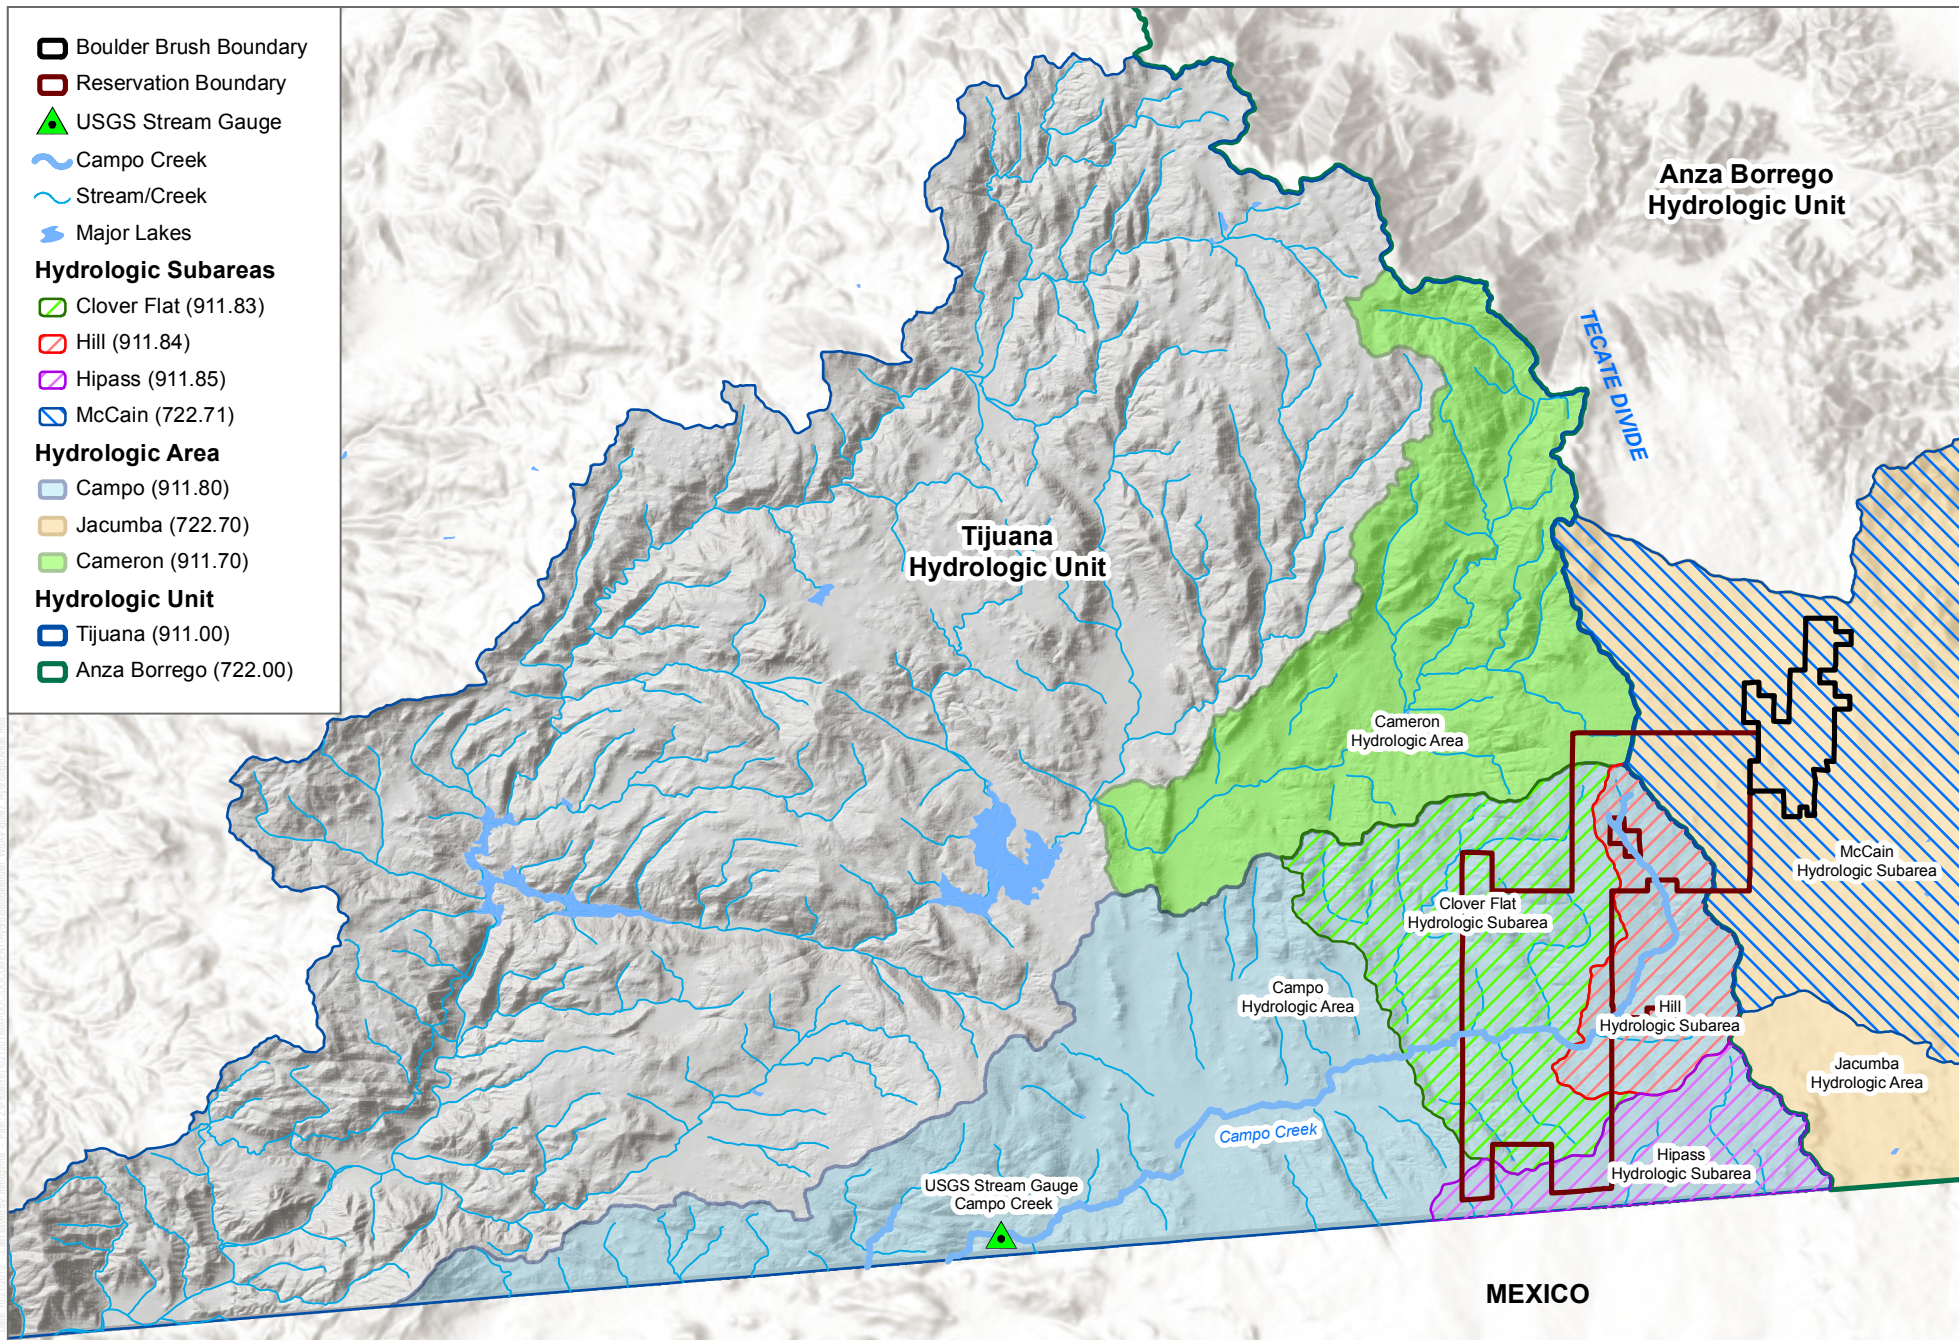 Boulder Brush Boundary
Reservation Boundary
USGS Stream Gauge
Campo Creek
Stream/Creek
Major Lakes
Hydrologic Subareas
Clover Flat (911.83)
Hill (911.84)
Hipass (911.85)
McCain (722.71)
Hydrologic Area
Campo (911.80)
Jacumba (722.70)
Cameron (911.70)
Hydrologic Unit
Tijuana (911.00)
Anza Borrego (722.00)
Anza Borrego
Hydrologic Unit
TECATE DIVIDE
Tijuana
Hydrologic Unit
Cameron
Hydrologic Area
McCain
Hydrologic Subarea
Clover Flat
Hydrologic Subarea
Campo
Hydrologic Area
Hill
Hydrologic Subarea
Jacumba
Hydrologic Area
Campo Creek
Hipass
Hydrologic Subarea
USGS Stream Gauge
Campo Creek
MEXICO